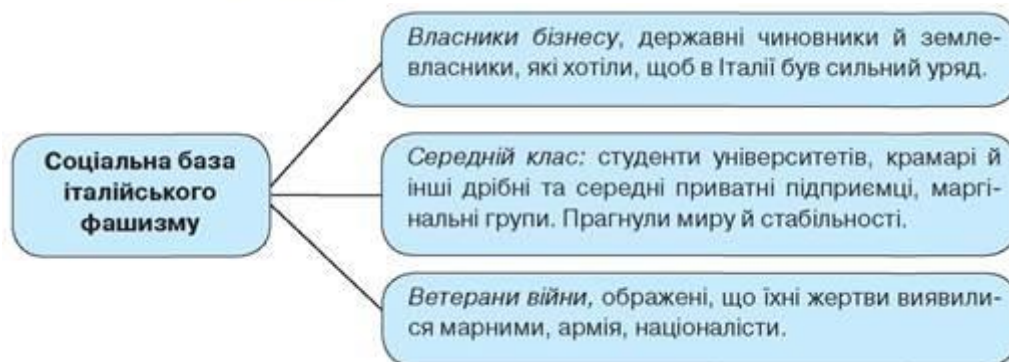 Соціальна база
італійського
фашизму
Власники бізнесу, державні чиновники й земле-
власники, які хотіли, щоб в Італії був сильний уряд.
Середній клас: студенти університетів, крамарі й
інші дрібні та середні приватні підприємці, маргі-
нальні групи. Прагнули миру й стабільності.
Ветерани війни, ображені, що їхні жертви виявили-
ся марними, армія, націоналісти.